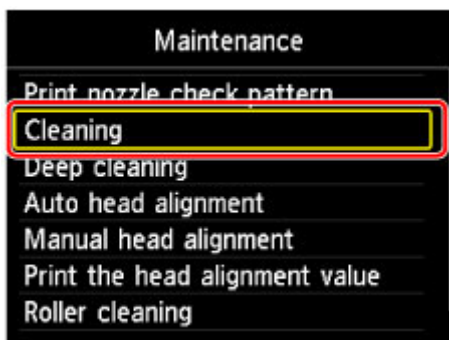 Maintenance
Print nozzle check pattern
Cleaning
Deep cleaning
Auto head alignment
Manual head alignment
Print the head alignment value
Roller cleaning